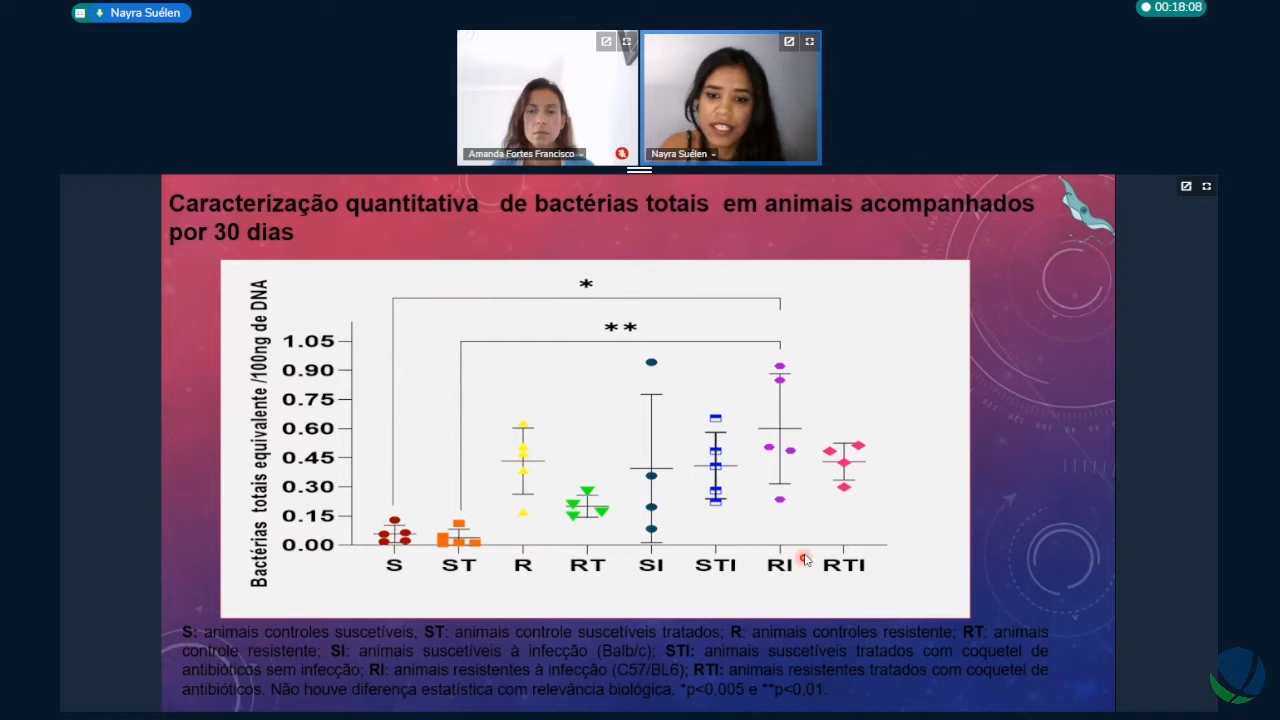 Nayra Suélen
00:18:08
Amanda Fortes Francisco
Nayra Suélen
Caracterização quantitativa de bactérias totais em animais acompanhados
por 30 dias
Bactérias totais equivalente /100ng de DNA
*
**
1.05
0.90
0.75
0.60
0.45
0.30
0.15
0.00
S ST R RT SI STI RI RTI
S: animais controles suscetíveis, ST: animais controle suscetíveis tratados; R: animais controles resistente; RT: animais
controle resistente; SI: animais suscetíveis à infecção (Balb/c); STI: animais suscetíveis tratados com coquetel de
antibióticos sem infecção; RI: animais resistentes à infecção (C57/BL6); RTI: animais resistentes tratados com coquetel de
antibióticos. Não houve diferença estatística com relevância biológica. *p<0,005 e **p<0,01.